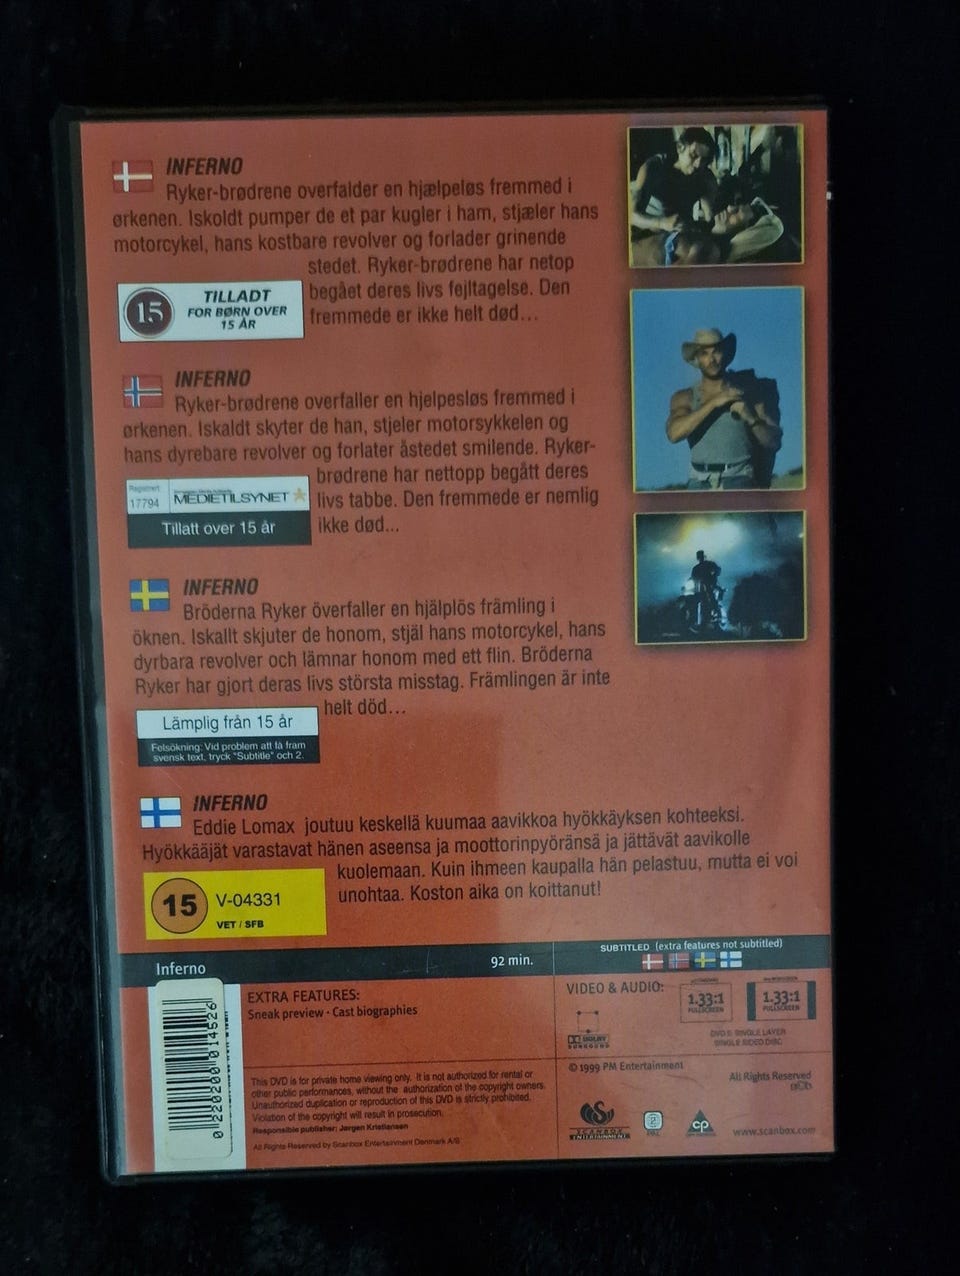 INFERNO
Ryker-brødrene overfalder en hjælpeløs fremmed i
ørkenen. Iskoldt pumper de et par kugler i ham, stjæler hans
motorcykel, hans kostbare revolver og forlader grinende
stedet. Ryker-brødrene har netop
begået deres livs fejltagelse. Den
fremmede er ikke helt død...
15
TILLADT
FOR BØRN OVER
15 ÅR
INFERNO
Ryker-brødrene overfaller en hjelpesløs fremmed i
ørkenen. Iskaldt skyter de han, stjeler motorsykkelen og
hans dyrebare revolver og forlater åstedet smilende. Ryker-
brødrene har nettopp begått deres
livs tabbe. Den fremmede er nemlig
ikke død...
Registrert
17794
MEDIETILSYNET
Tillatt over 15 år
INFERNO
Bröderna Ryker överfaller en hjälplös främling i
öknen. Iskallt skjuter de honom, stjäl hans motorcykel, hans
dyrbara revolver och lämnar honom med ett flin. Bröderna
Ryker har gjort deras livs största misstag. Främlingen är inte
helt död...
Lämplig från 15 år
Felsökning: Vid problem att få fram
svensk text, tryck "Subtitle" och 2.
INFERNO
Eddie Lomax joutuu keskellä kuumaa aavikkoa hyökkäyksen kohteeksi.
Hyökkääjät varastavat hänen aseensa ja moottorinpyöränsä ja jättävät aavikolle
kuolemaan. Kuin ihmeen kaupalla hän pelastuu, mutta ei voi
unohtaa. Koston aika on koittanut!
15
V-04331
VET / SFB
Inferno
92 min.
SUBTITLED (extra features not subtitled)
EXTRA FEATURES:
Sneak preview · Cast biographies
VIDEO & AUDIO:
1.33:1
FULLSCREEN
1.33:1
FULLSCREEN
DOLBY
SURROUND
DVD 5: SINGLE LAYER
SINGLE SIDED DISC
This DVD is for private home viewing only. It is not authorized for rental or
other public performances, without the authorization of the copyright owners.
Unauthorized duplication or reproduction of this DVD is strictly prohibited.
Violation of the copyright will result in prosecution.
Responsible publisher: Jørgen Kristiansen
All Rights Reserved by Scanbox Entertainment Denmark A/S
© 1999 PM Entertainment
All Rights Reserved
SCANBOX
ENTERTAINMENT
2
PAL
cp
www.scanbox.com
0220200014526